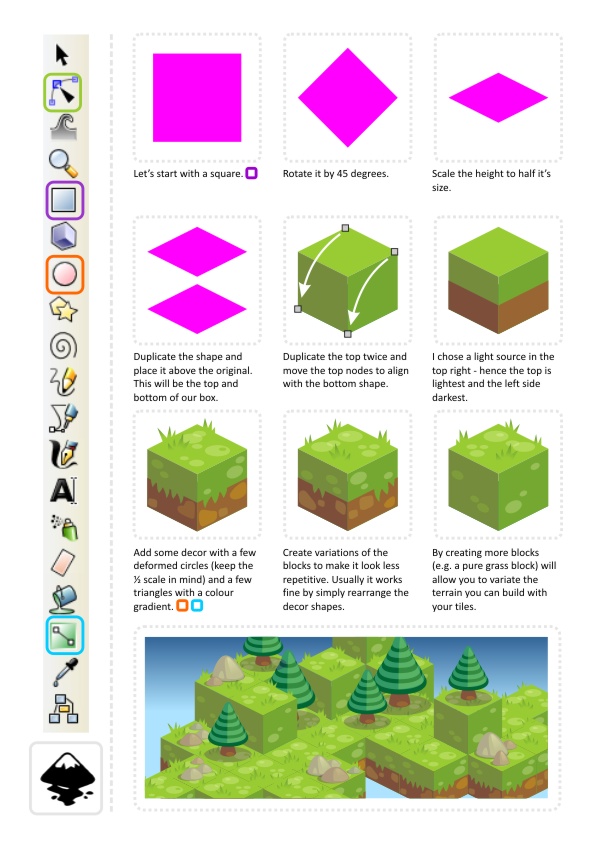 Let's start with a square.
Rotate it by 45 degrees.
Scale the height to half it's
size.
Duplicate the shape and
place it above the original.
This will be the top and
bottom of our box.
Duplicate the top twice and
move the top nodes to align
with the bottom shape.
I chose a light source in the
top right - hence the top is
lightest and the left side
darkest.
Add some decor with a few
deformed circles (keep the
½ scale in mind) and a few
triangles with a colour
gradient.
Create variations of the
blocks to make it look less
repetitive. Usually it works
fine by simply rearrange the
decor shapes.
By creating more blocks
(e.g. a pure grass block) will
allow you to variate the
terrain you can build with
your tiles.
A